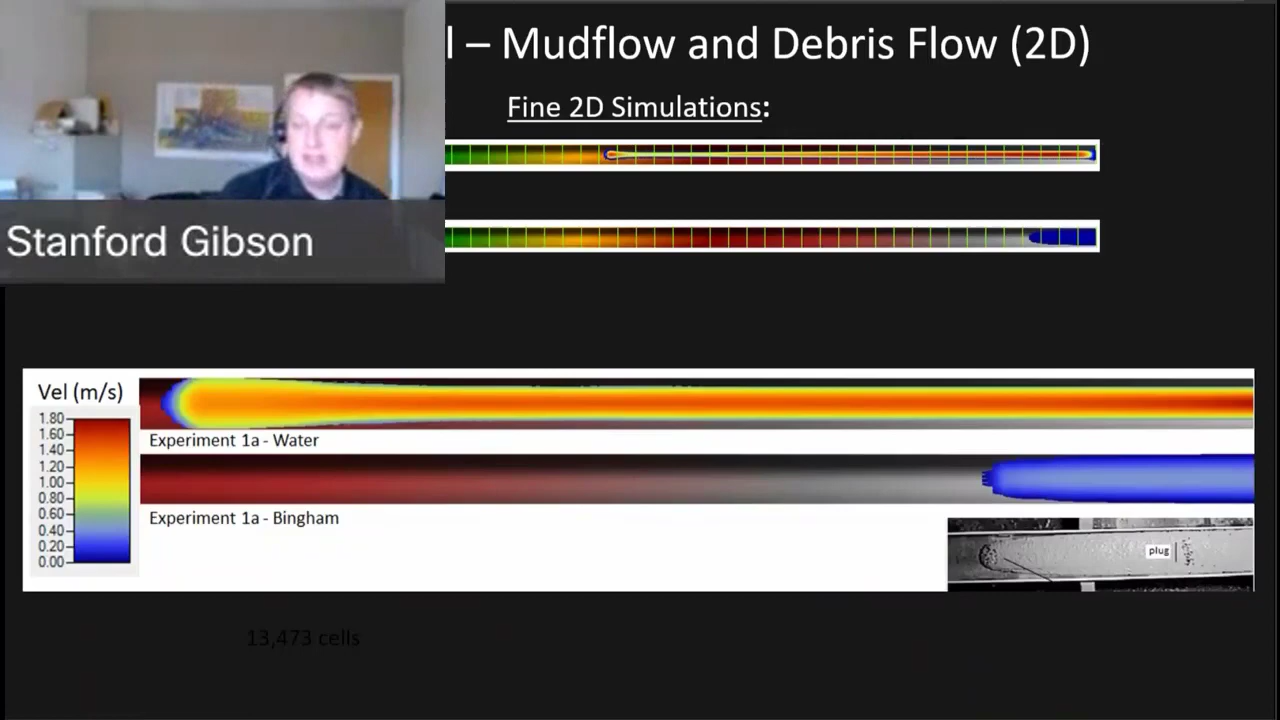 l – Mudflow and Debris Flow (2D)
Fine 2D Simulations:
Stanford Gibson
Vel (m/s)
1.80
1.60
1.40
1.20
1.00
0.80
0.60
0.40
0.20
0.00
Experiment 1a - Water
Experiment 1a - Bingham
plug
13,473 cells